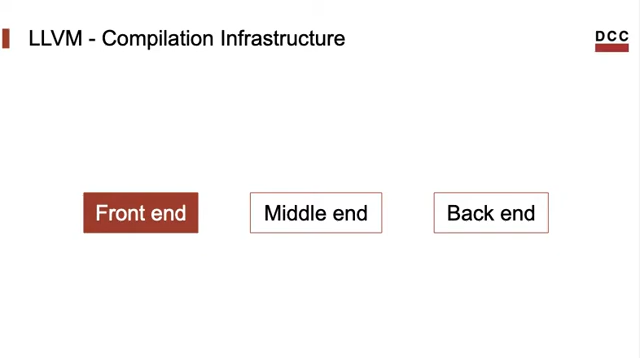 LLVM - Compilation Infrastructure
DCC
Front end
Middle end
Back end